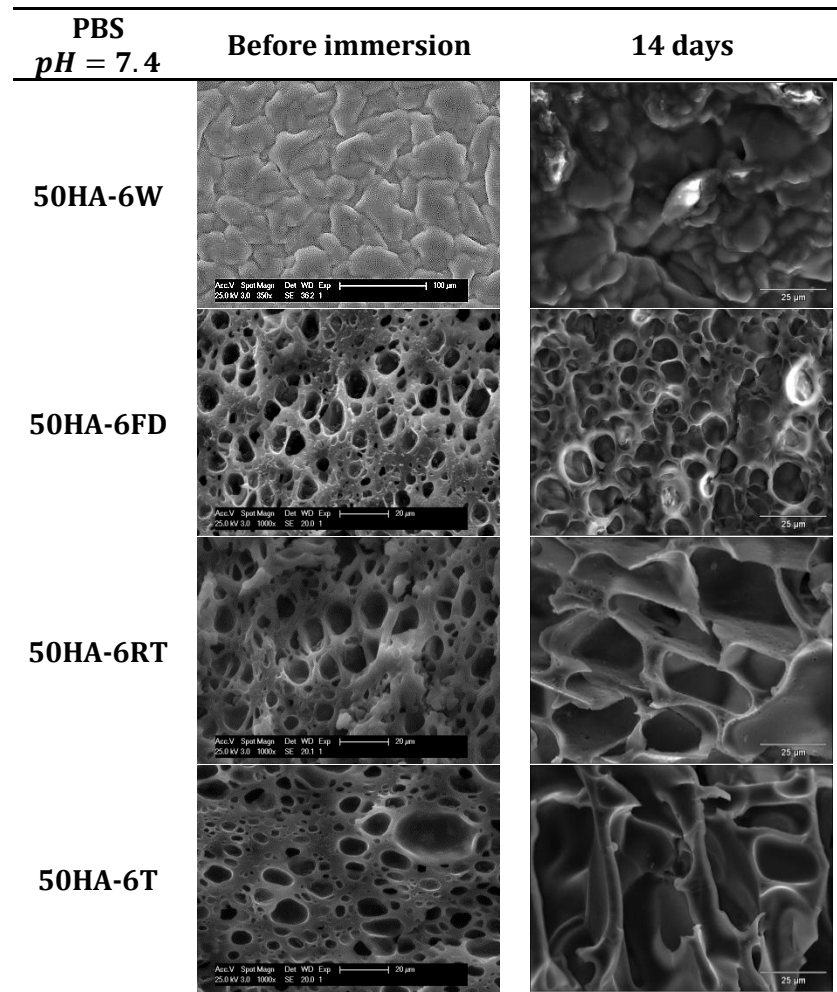 PBS
pH = 7.4
Before immersion
14 days
50HA-6W
Acc.V Spot Magn Det WD Exp 100 µm
25.0 kV 3.0 350x SE 36.2 1
25 µm
50HA-6FD
Acc.V Spot Magn Det WD Exp 20 µm
25.0 kV 3.0 1000x SE 20.0 1
25 µm
50HA-6RT
Acc.V Spot Magn Det WD Exp 20 µm
25.0 kV 3.0 1000x SE 20.1 1
25 µm
50HA-6T
Acc.V Spot Magn Det WD Exp 20 µm
25.0 kV 3.0 1000x SE 20.0 1
25 µm